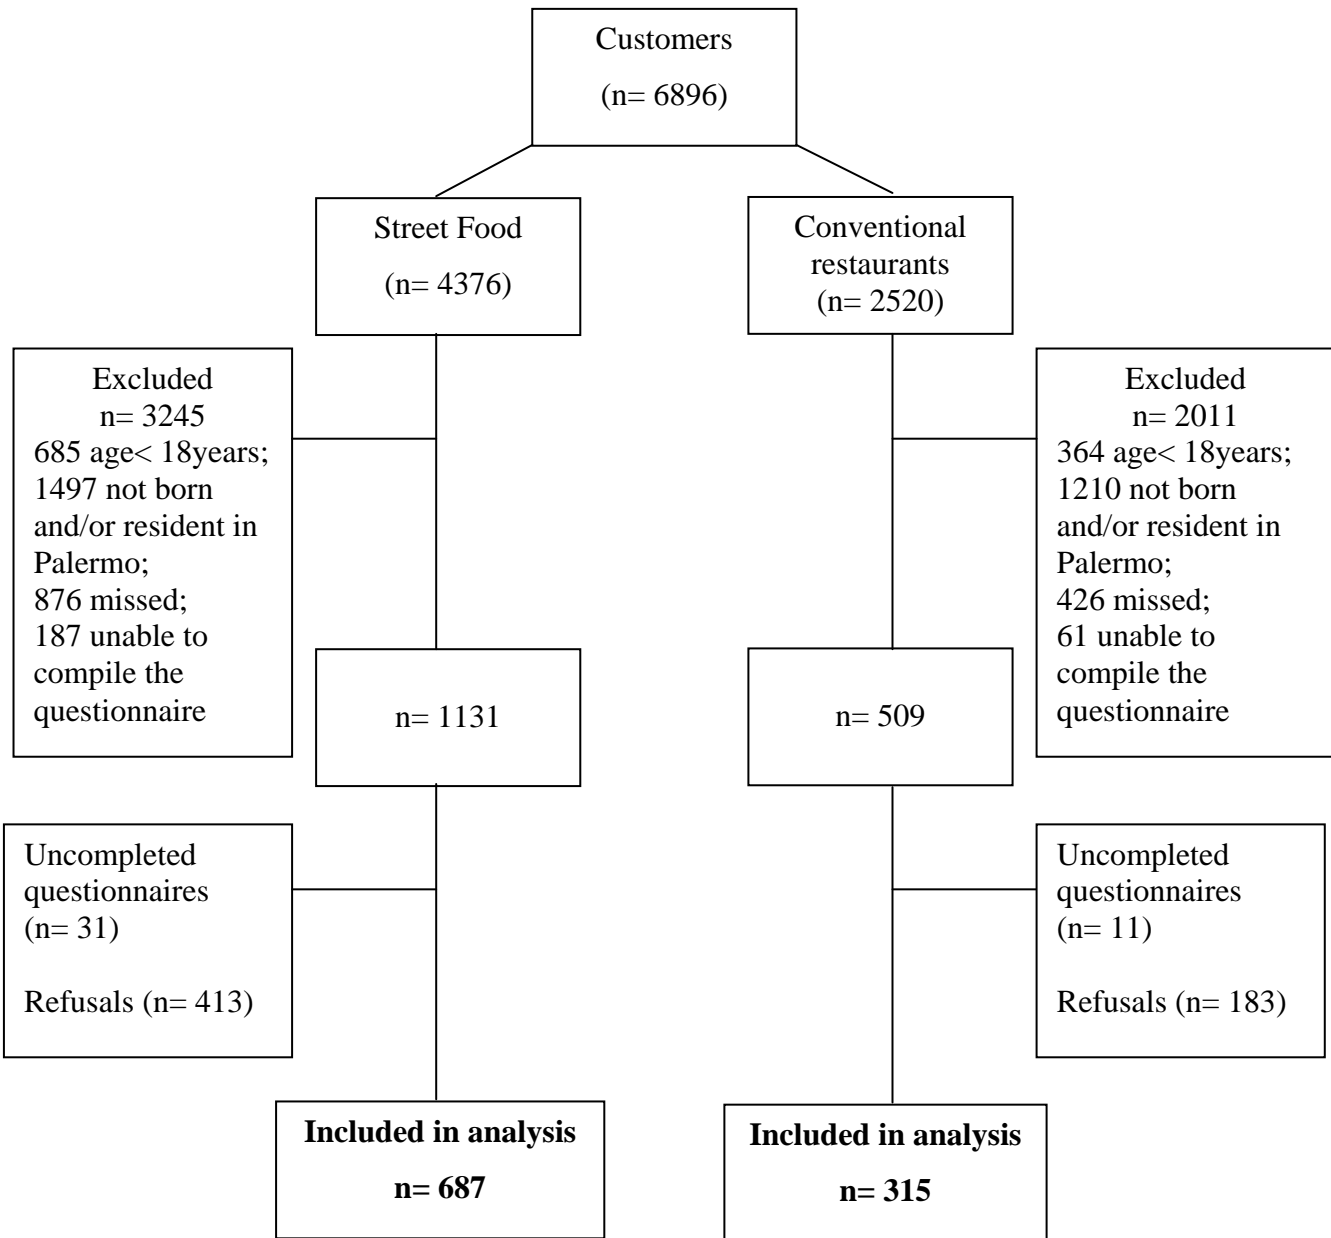 Customers
(n= 6896)
Street Food
(n= 4376)
Conventional
restaurants
(n= 2520)
Excluded
n= 3245
685 age< 18years;
1497 not born
and/or resident in
Palermo;
876 missed;
187 unable to
compile the
questionnaire
Excluded
n= 2011
364 age< 18years;
1210 not born
and/or resident in
Palermo;
426 missed;
61 unable to
compile the
questionnaire
n= 1131
n= 509
Uncompleted
questionnaires
(n= 31)
Refusals (n= 413)
Uncompleted
questionnaires
(n= 11)
Refusals (n= 183)
Included in analysis
n= 687
Included in analysis
n= 315